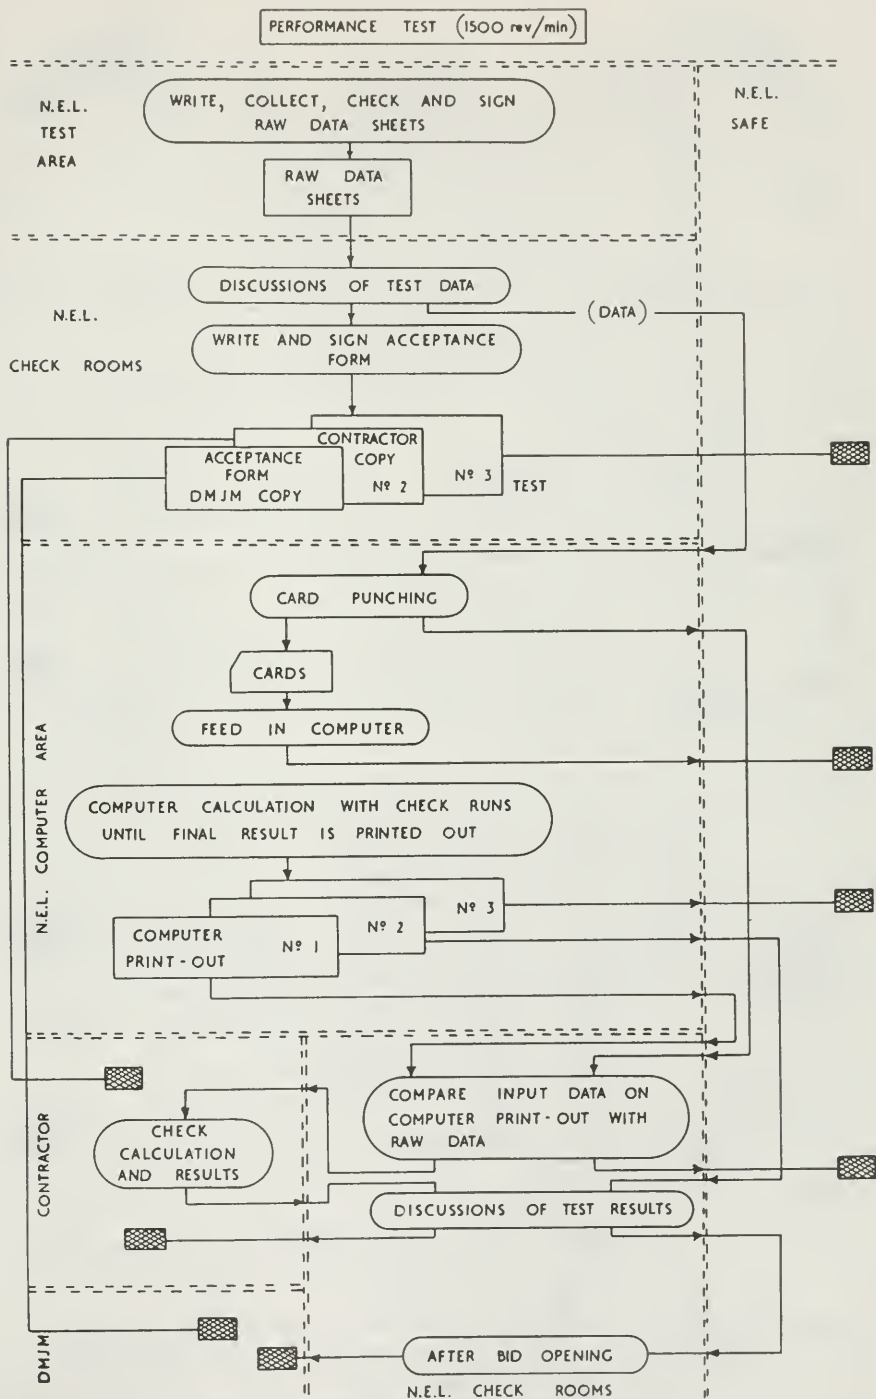 PERFORMANCE TEST (1500 rev/min)
N.E.L.
TEST
AREA
WRITE, COLLECT, CHECK AND SIGN
RAW DATA SHEETS
N.E.L.
SAFE
RAW DATA
SHEETS
DISCUSSIONS OF TEST DATA
(DATA)
N.E.L.
CHECK ROOMS
WRITE AND SIGN ACCEPTANCE
FORM
CONTRACTOR
COPY
Nº 2
ACCEPTANCE
FORM
DMJM COPY
Nº 3
TEST
CARD PUNCHING
CARDS
FEED IN COMPUTER
N.E.L. COMPUTER AREA
COMPUTER CALCULATION WITH CHECK RUNS
UNTIL FINAL RESULT IS PRINTED OUT
Nº 3
Nº 2
COMPUTER Nº 1
PRINT-OUT
CONTRACTOR
COMPARE INPUT DATA ON
COMPUTER PRINT-OUT WITH
RAW DATA
CHECK
CALCULATION
AND RESULTS
DISCUSSIONS OF TEST RESULTS
DMJM
AFTER BID OPENING
N.E.L. CHECK ROOMS